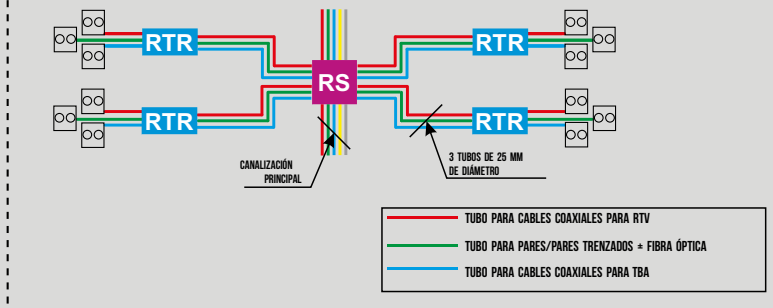 RTR
RTR
RS
RTR
RTR
CANALIZACIÓN
PRINCIPAL
3 TUBOS DE 25 MM
DE DIÁMETRO
TUBO PARA CABLES COAXIALES PARA RTV
TUBO PARA PARES/PARES TRENZADOS ± FIBRA ÓPTICA
TUBO PARA CABLES COAXIALES PARA TBA